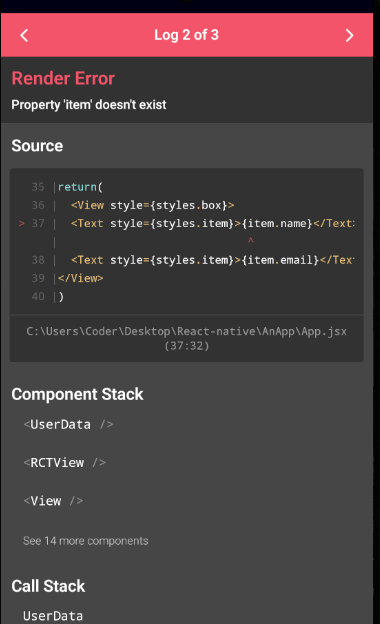 Log 2 of 3
Render Error
Property 'item' doesn't exist
Source
35 |return(
36 |  <View style={styles.box}>
> 37 |  <Text style={styles.item}>{item.name}</Text>
|                             ^
38 |  <Text style={styles.item}>{item.email}</Tex
39 |</View>
40 |)
C:\Users\Coder\Desktop\React-native\AnApp\App.jsx
(37:32)
Component Stack
<UserData />
<RCTView />
<View />
See 14 more components
Call Stack
UserData